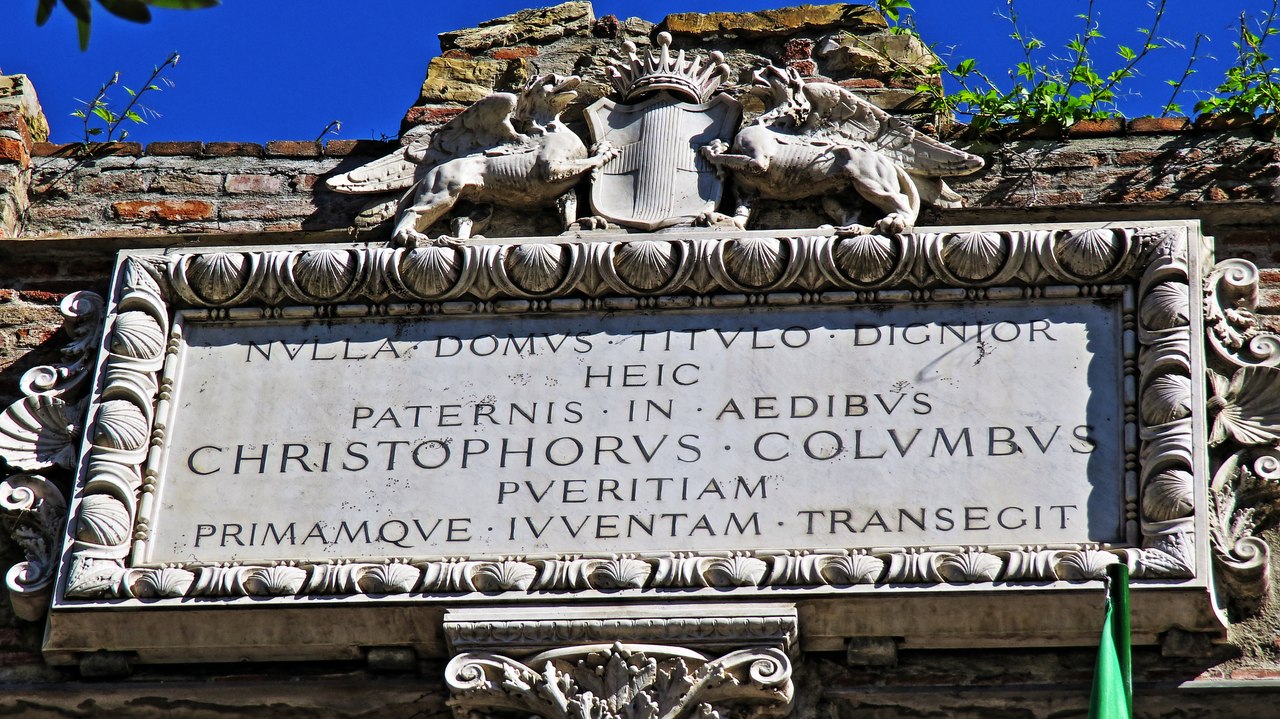 NVLLA · DOMVS · TITVLO · DIGNIOR
HEIC
PATERNIS · IN · AEDIBVS
CHRISTOPHORVS · COLVMBVS
PVERITIAM
PRIMAMQVE · IVVENTAM · TRANSEGIT